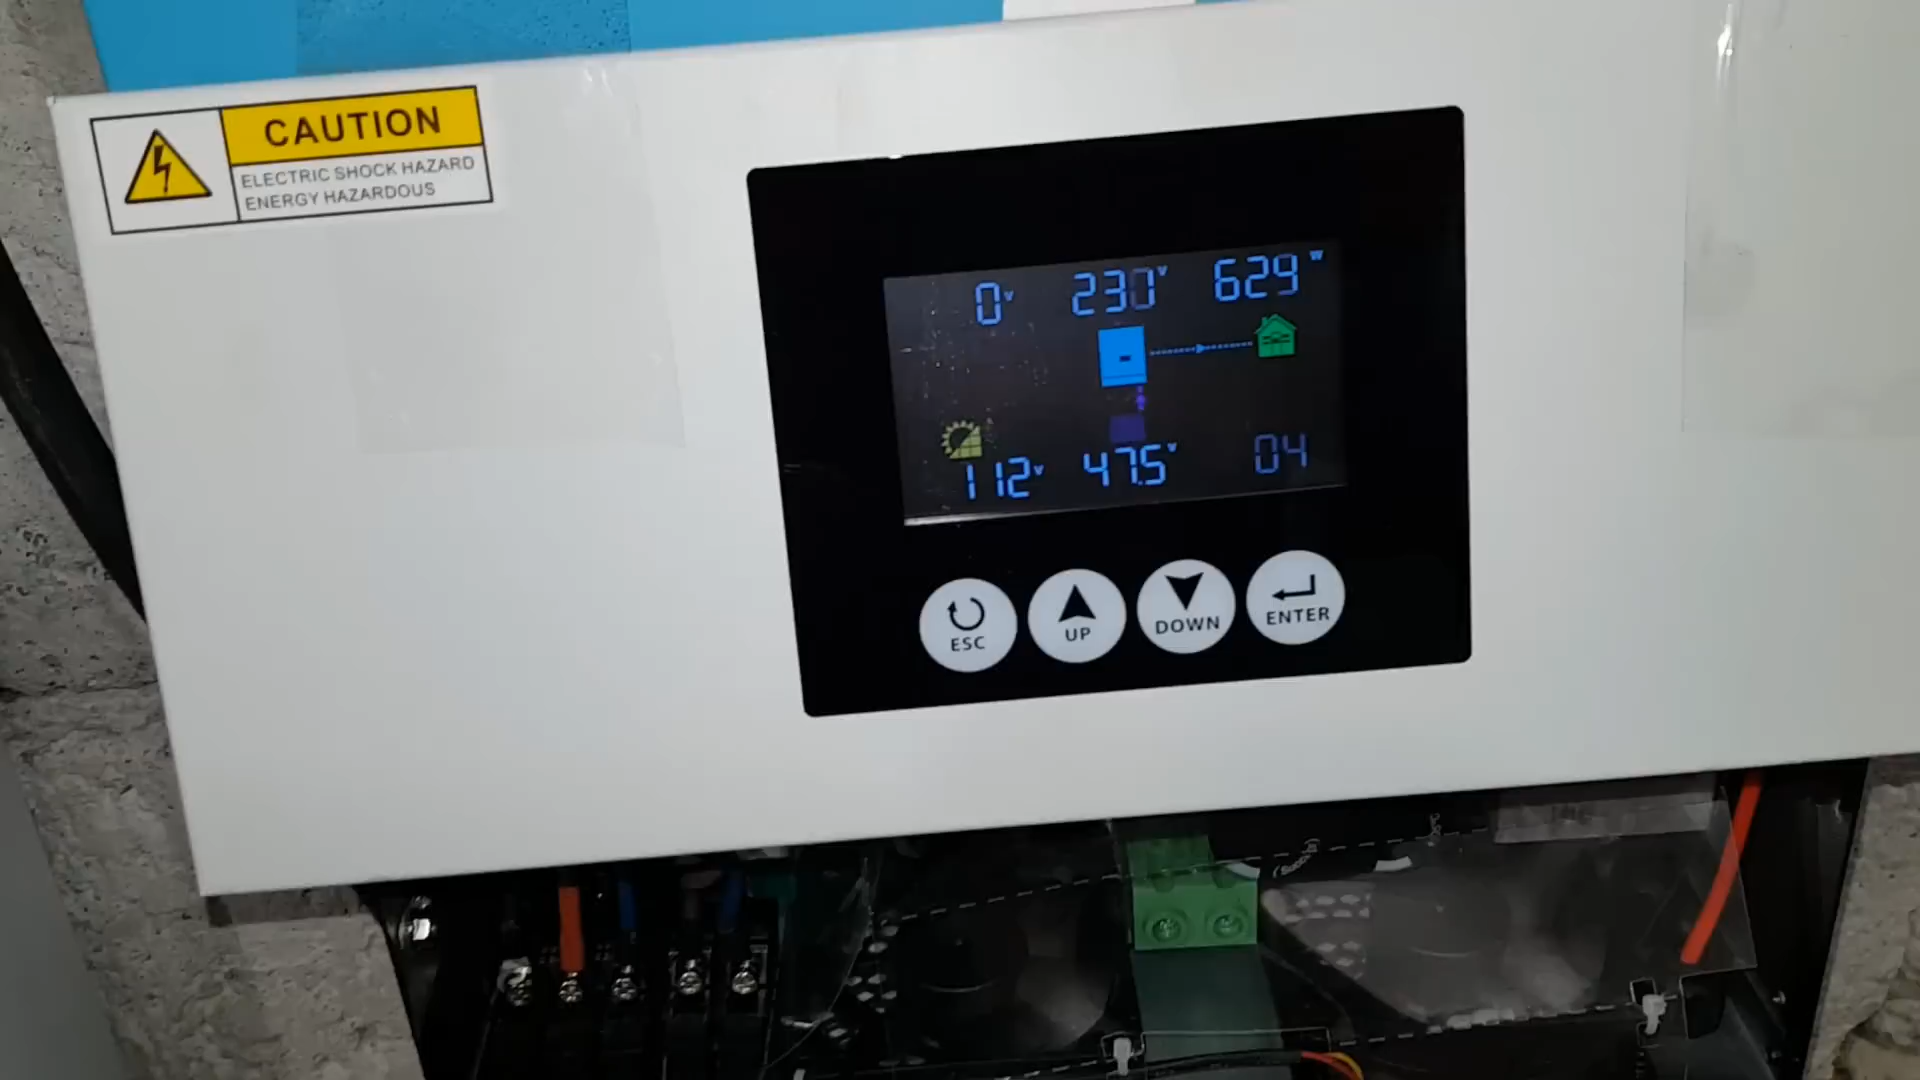 CAUTION
ELECTRIC SHOCK HAZARD
ENERGY HAZARDOUS
0V 230V 629W
112V 47.5V 04
ESC UP DOWN ENTER